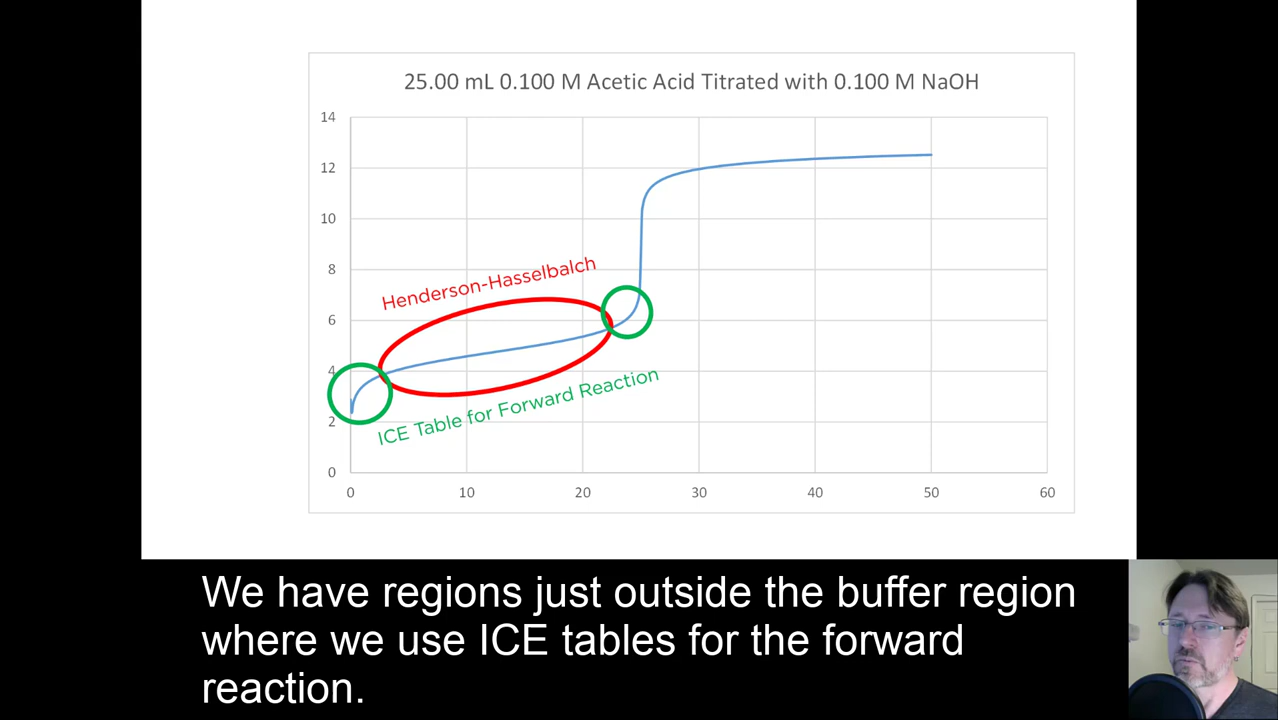 25.00 mL 0.100 M Acetic Acid Titrated with 0.100 M NaOH
14
12
10
8
6
4
2
0
Henderson-Hasselbalch
ICE Table for Forward Reaction
0 10 20 30 40 50 60
We have regions just outside the buffer region
where we use ICE tables for the forward
reaction.